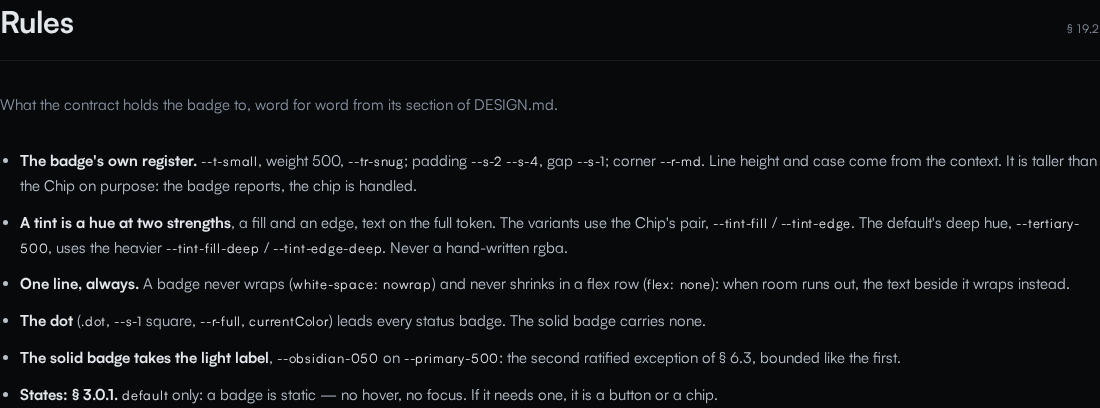 Rules
§ 19.2
What the contract holds the badge to, word for word from its section of DESIGN.md.
• The badge's own register. --t-small, weight 500, --tr-snug; padding --s-2 --s-4, gap --s-1; corner --r-md. Line height and case come from the context. It is taller than
the Chip on purpose: the badge reports, the chip is handled.
• A tint is a hue at two strengths, a fill and an edge, text on the full token. The variants use the Chip's pair, --tint-fill / --tint-edge. The default's deep hue, --tertiary-
500, uses the heavier --tint-fill-deep / --tint-edge-deep. Never a hand-written rgba.
• One line, always. A badge never wraps (white-space: nowrap) and never shrinks in a flex row (flex: none): when room runs out, the text beside it wraps instead.
• The dot (.dot, --s-1 square, --r-full, currentColor) leads every status badge. The solid badge carries none.
• The solid badge takes the light label, --obsidian-050 on --primary-500: the second ratified exception of § 6.3, bounded like the first.
• States: § 3.0.1. default only: a badge is static — no hover, no focus. If it needs one, it is a button or a chip.